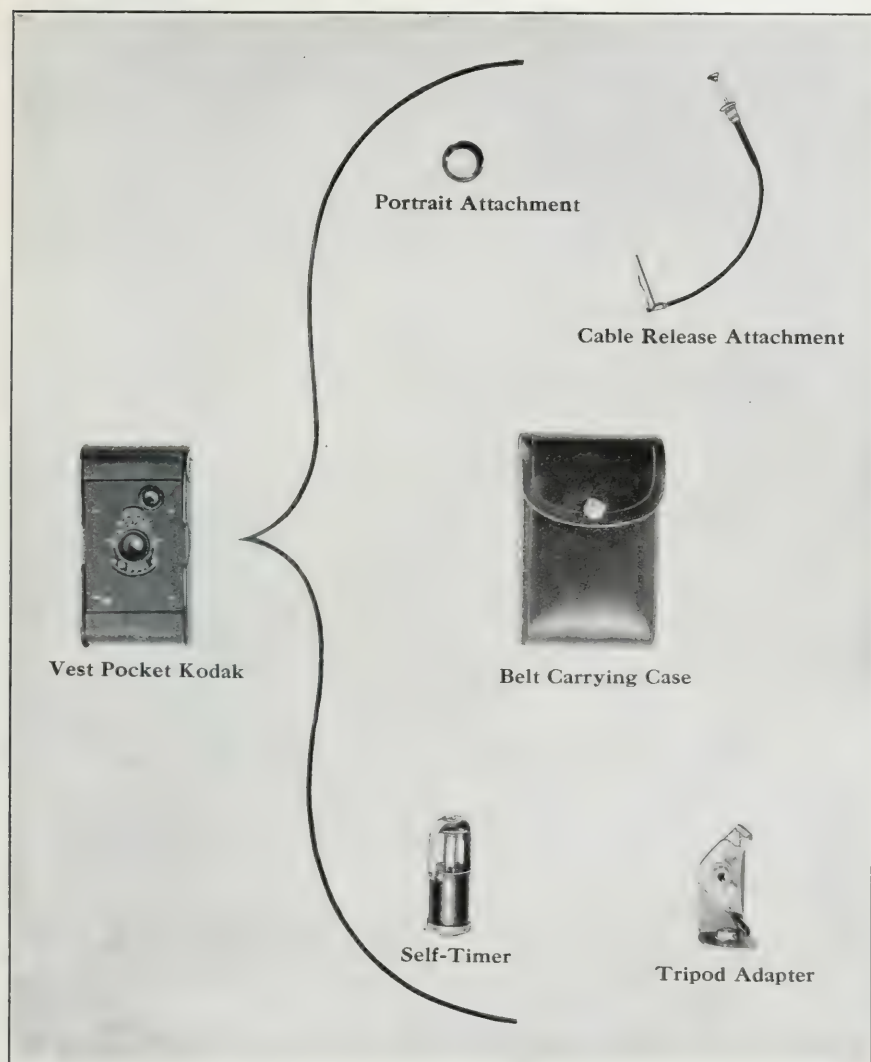 Portrait Attachment
Cable Release Attachment
Vest Pocket Kodak
Belt Carrying Case
Self-Timer
Tripod Adapter